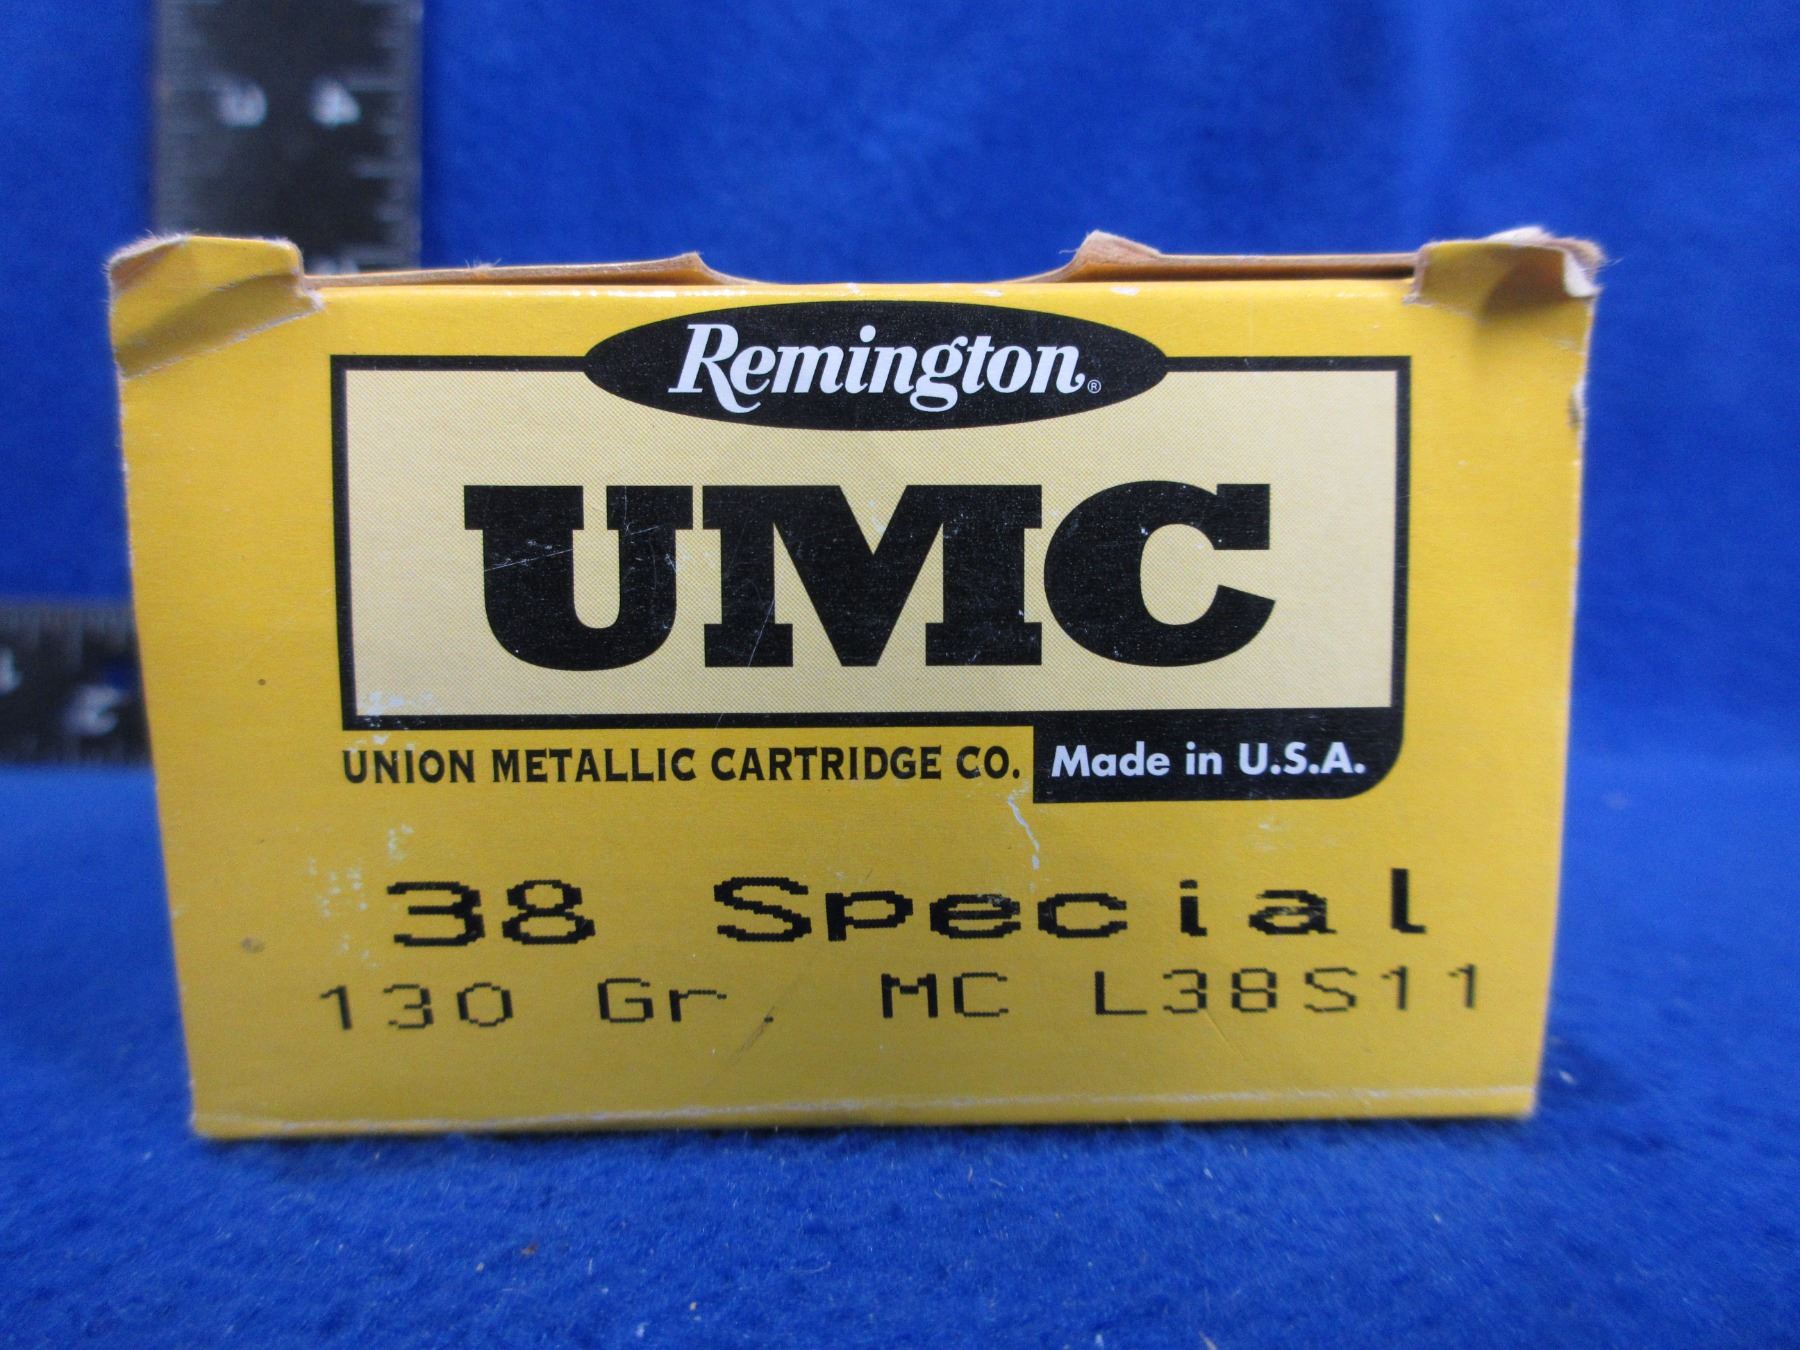 Remington®
UMC
UNION METALLIC CARTRIDGE CO.
Made in U.S.A.
38 Special
130 Gr. MC L38S11